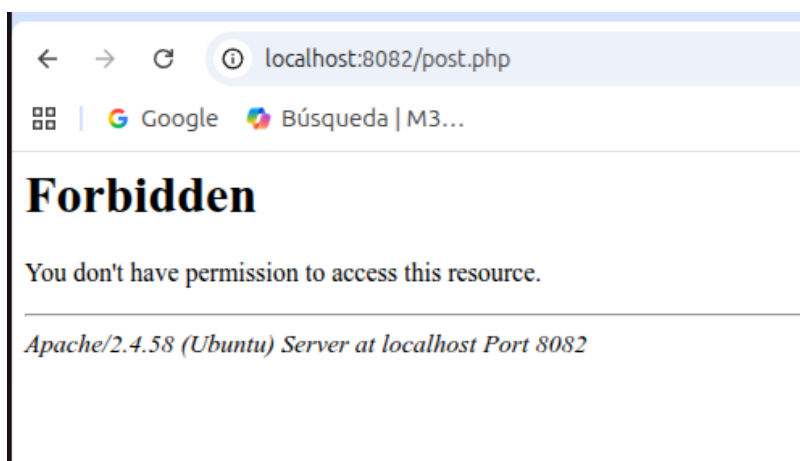 localhost:8082/post.php
Google Búsqueda | M3...
Forbidden
You don't have permission to access this resource.
Apache/2.4.58 (Ubuntu) Server at localhost Port 8082